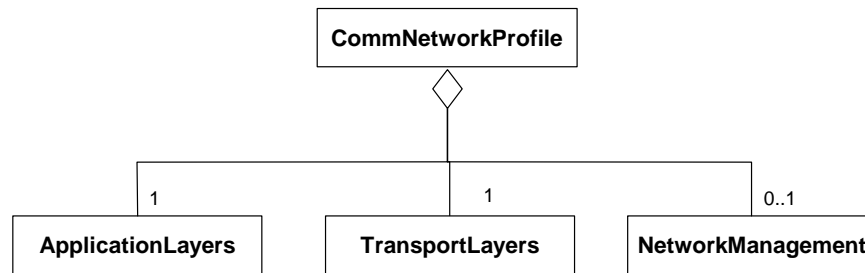 CommNetworkProfile
1
1
0..1
ApplicationLayers
TransportLayers
NetworkManagement